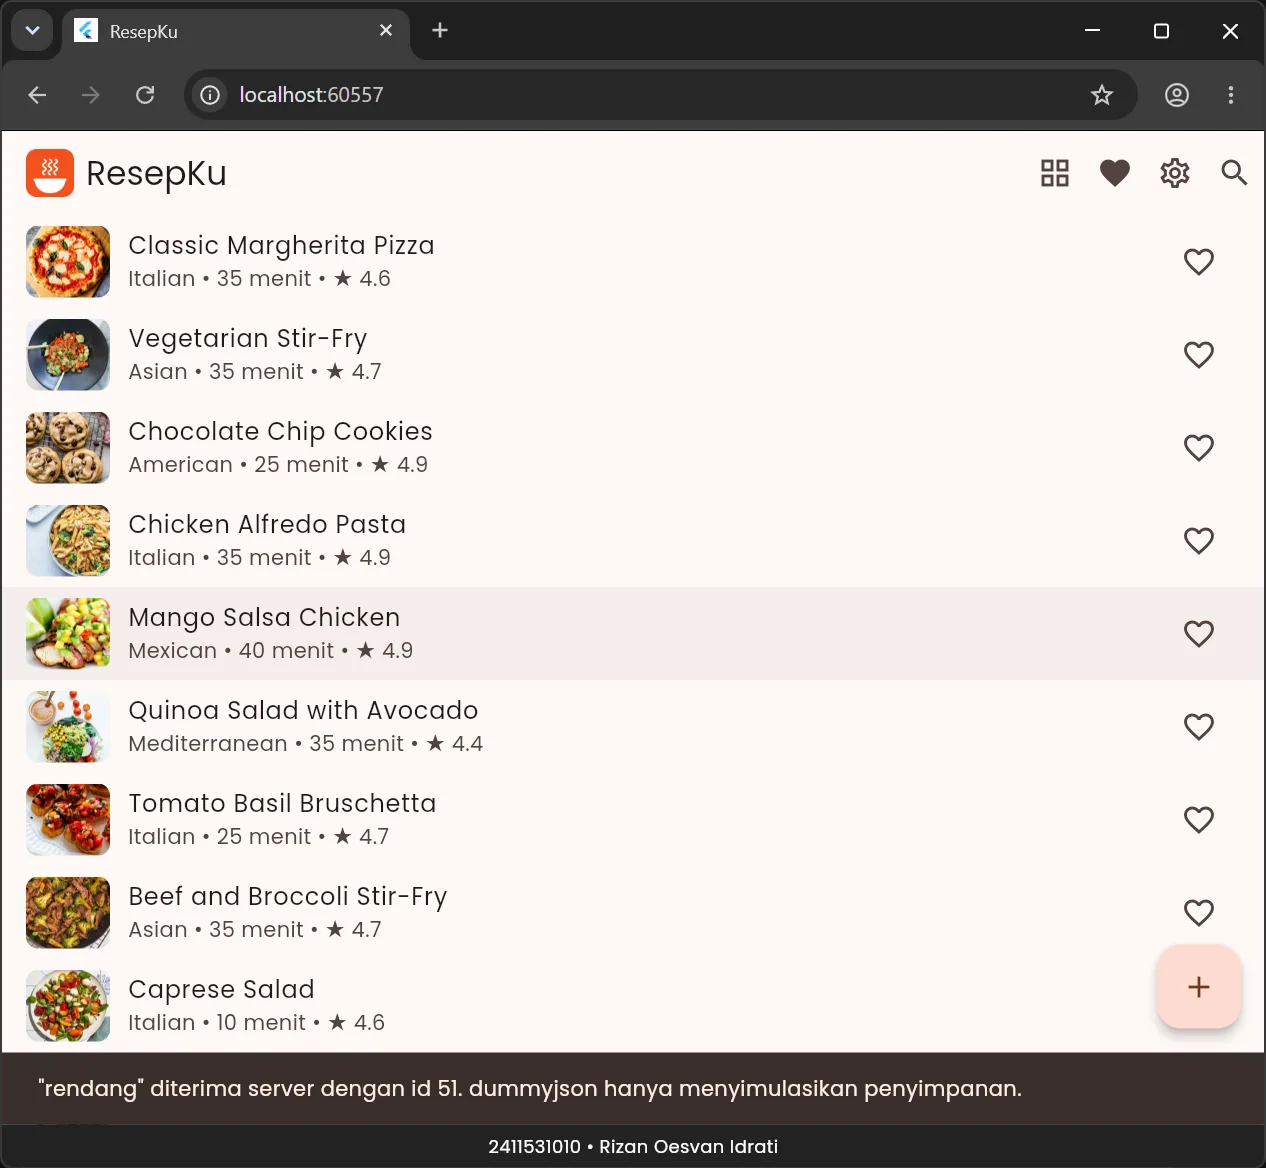 ResepKu
localhost:60557
ResepKu
Classic Margherita Pizza
Italian • 35 menit • ★ 4.6
Vegetarian Stir-Fry
Asian • 35 menit • ★ 4.7
Chocolate Chip Cookies
American • 25 menit • ★ 4.9
Chicken Alfredo Pasta
Italian • 35 menit • ★ 4.9
Mango Salsa Chicken
Mexican • 40 menit • ★ 4.9
Quinoa Salad with Avocado
Mediterranean • 35 menit • ★ 4.4
Tomato Basil Bruschetta
Italian • 25 menit • ★ 4.7
Beef and Broccoli Stir-Fry
Asian • 35 menit • ★ 4.7
Caprese Salad
Italian • 10 menit • ★ 4.6
"rendang" diterima server dengan id 51. dummyjson hanya menyimulasikan penyimpanan.
2411531010 • Rizan Oesvan Idrati